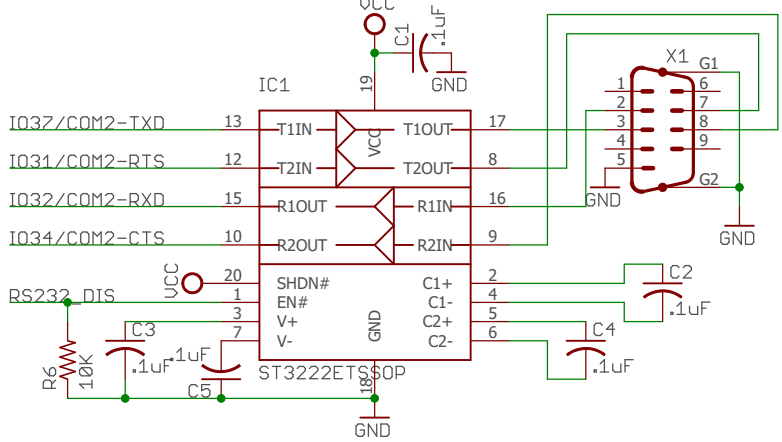 VCC
C1
.1uF
GND
19
IC1
X1
G1
1
6
2
7
3
8
4
9
5
G2
GND
GND
IO37/COM2-TXD
13
T1IN
VCC
T1OUT
17
IO31/COM2-RTS
12
T2IN
T2OUT
8
IO32/COM2-RXD
15
R1OUT
R1IN
16
IO34/COM2-CTS
10
R2OUT
R2IN
9
VCC
20
SHDN#
C1+
2
C2
.1uF
RS232_DIS
1
EN#
C1-
4
3
V+
GND
C2+
5
C3
.1uF
7
V-
C2-
6
C4
.1uF
R6
10K
.1uF
C5
ST3222ETSSOP
18
GND